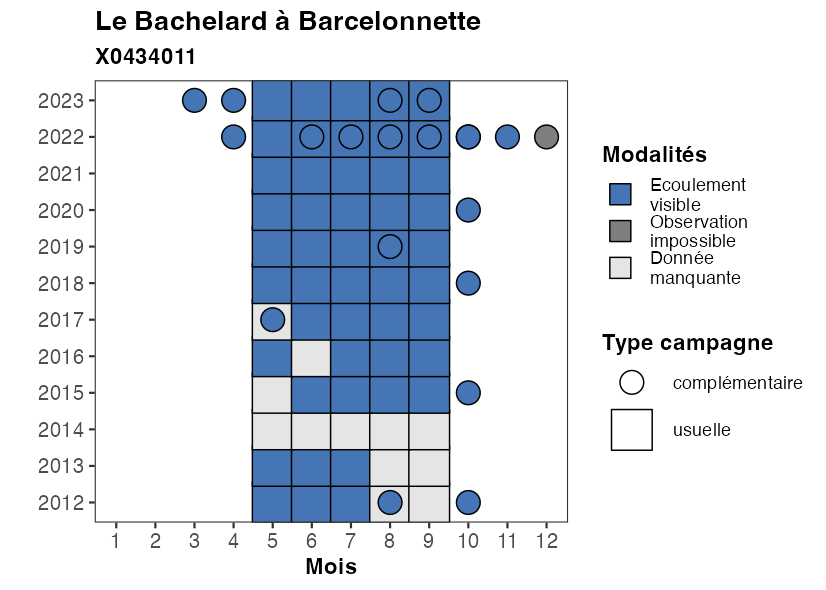 Le Bachelard à Barcelonnette
X0434011
2023
2022
2021
2020
2019
2018
2017
2016
2015
2014
2013
2012
1 2 3 4 5 6 7 8 9 10 11 12
Mois
Modalités
Ecoulement
visible
Observation
impossible
Donnée
manquante
Type campagne
complémentaire
usuelle